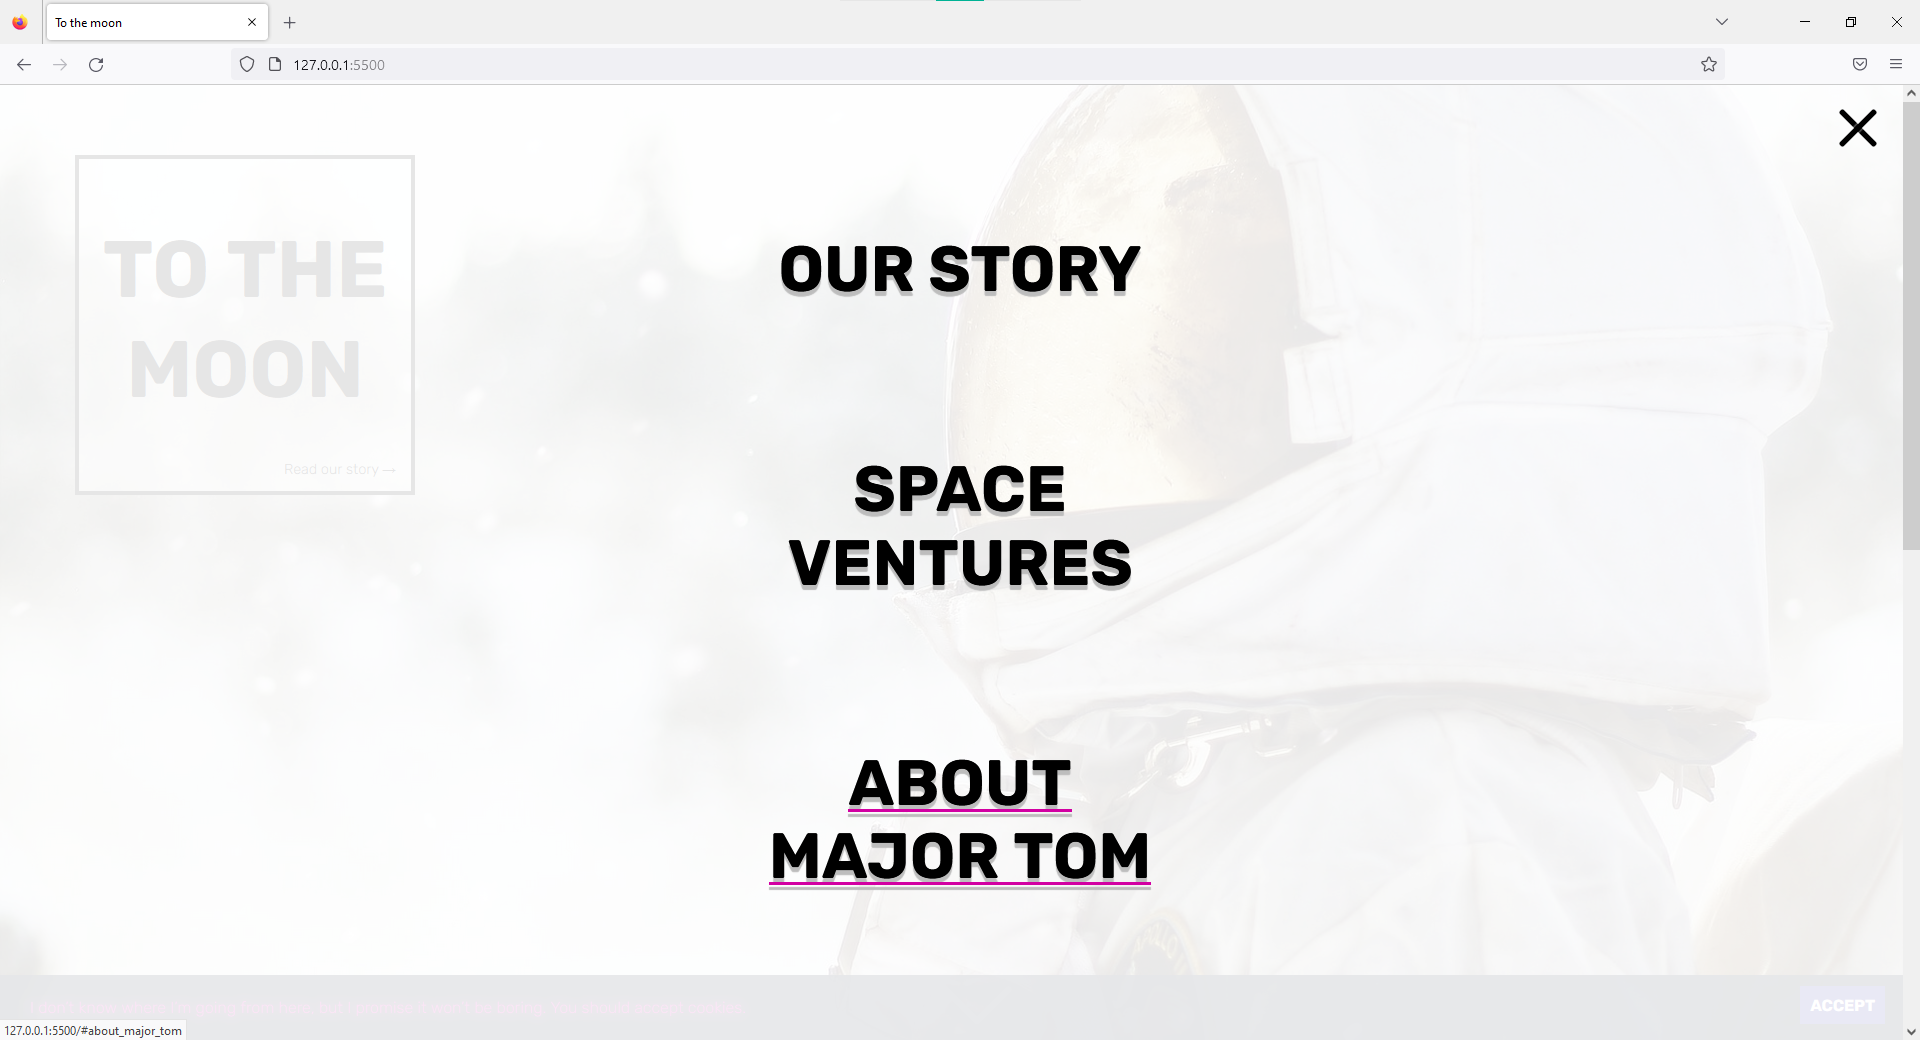 To the moon
127.0.0.1:5500
TO THE
MOON
Read our story →
OUR STORY
SPACE
VENTURES
ABOUT
MAJOR TOM
ACCEPT
127.0.0.1:5500/#about_major_tom